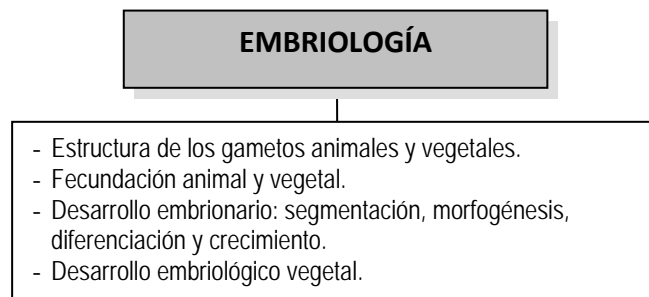 EMBRIOLOGÍA
- Estructura de los gametos animales y vegetales.
- Fecundación animal y vegetal.
- Desarrollo embrionario: segmentación, morfogénesis,
diferenciación y crecimiento.
- Desarrollo embriológico vegetal.